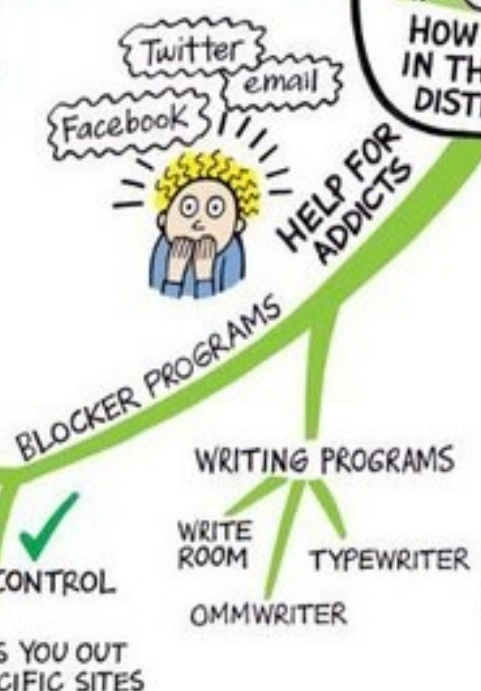 HOW
IN TH
DIST
Twitter
email
Facebook
HELP FOR
ADDICTS
BLOCKER PROGRAMS
WRITING PROGRAMS
WRITE
ROOM
TYPEWRITER
OMMWRITER
CONTROL
S YOU OUT
CIFIC SITES